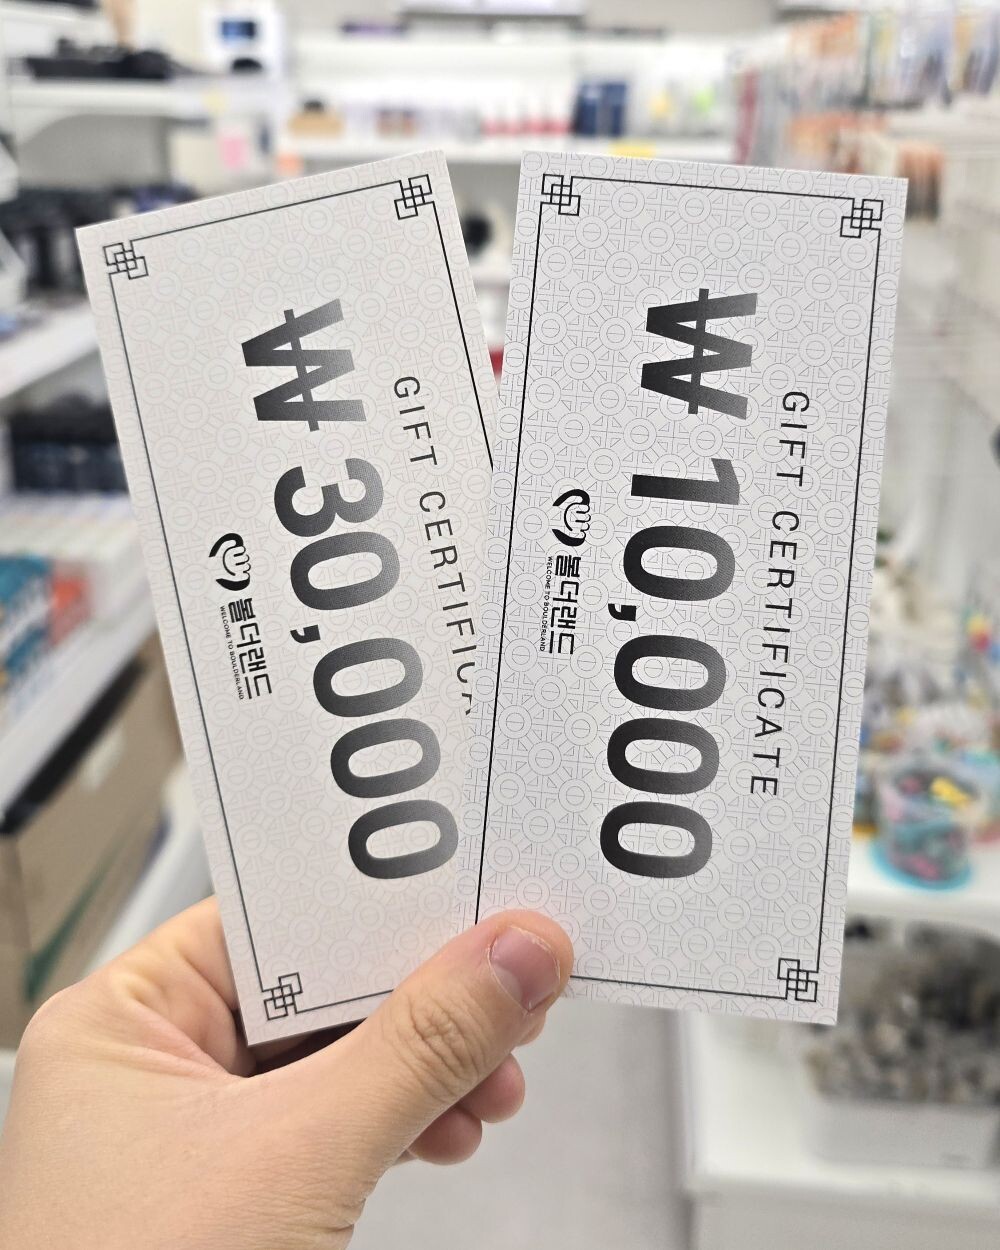 GIFT CERTIFICA
₩ 30,000
볼더랜드
WELCOME TO BOULDERLAND
GIFT CERTIFICATE
₩ 10,000
볼더랜드
WELCOME TO BOULDERLAND